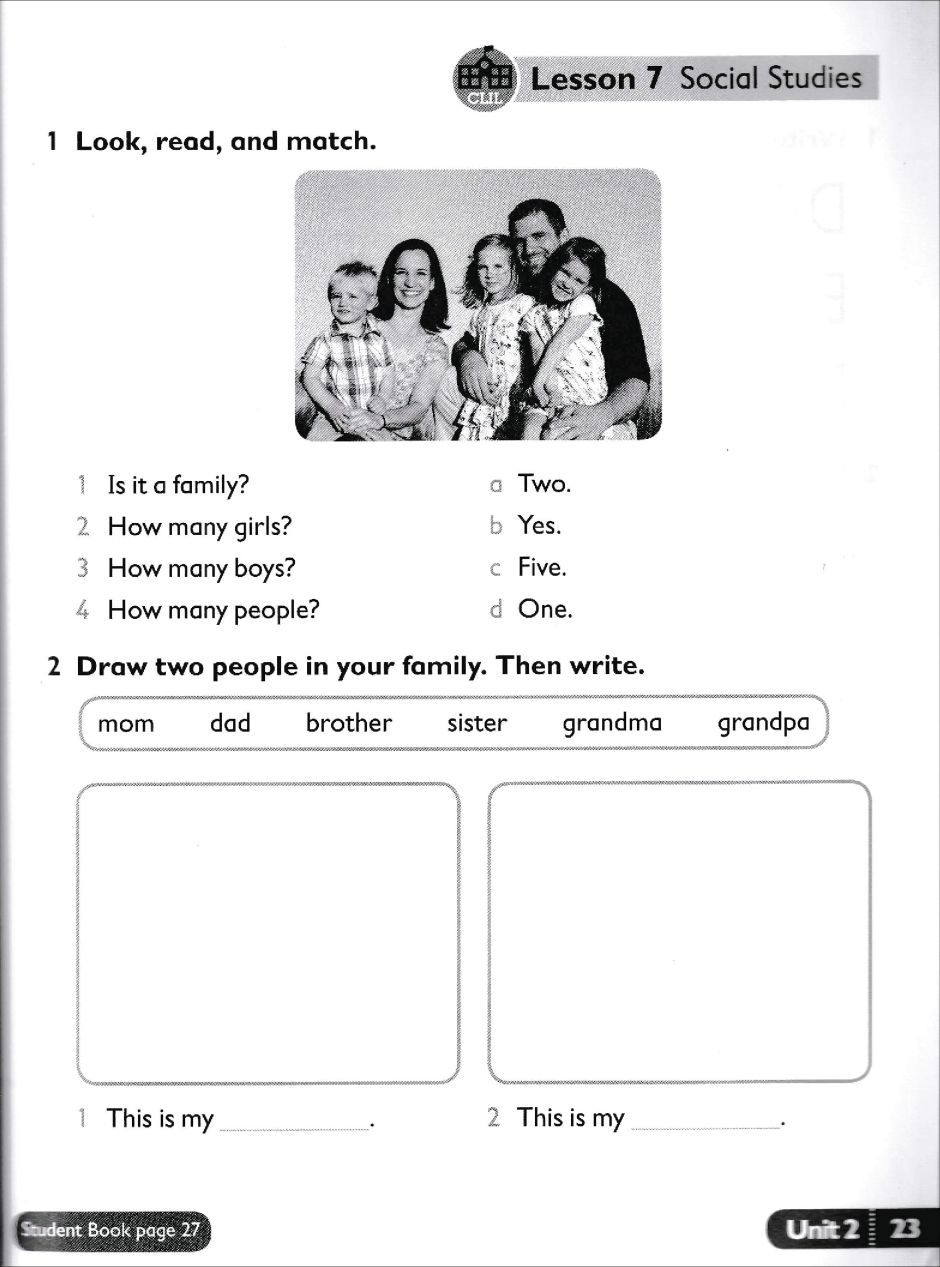 CLIL
Lesson 7 Social Studies
1 Look, read, and match.
1 Is it a family?
a Two.
2 How many girls?
b Yes.
3 How many boys?
c Five.
4 How many people?
d One.
2 Draw two people in your family. Then write.
mom dad brother sister grandma grandpa
1 This is my ____________.
2 This is my ____________.
Student Book page 27
Unit 2 23